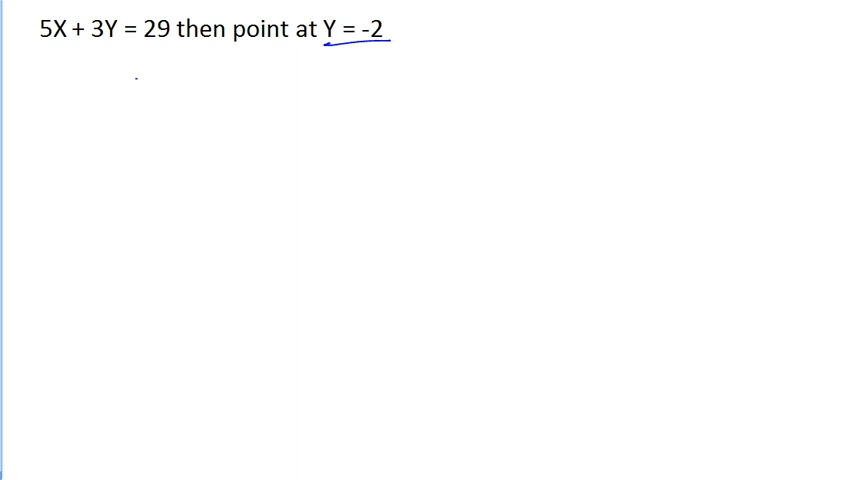 5X + 3Y = 29 then point at Y = -2